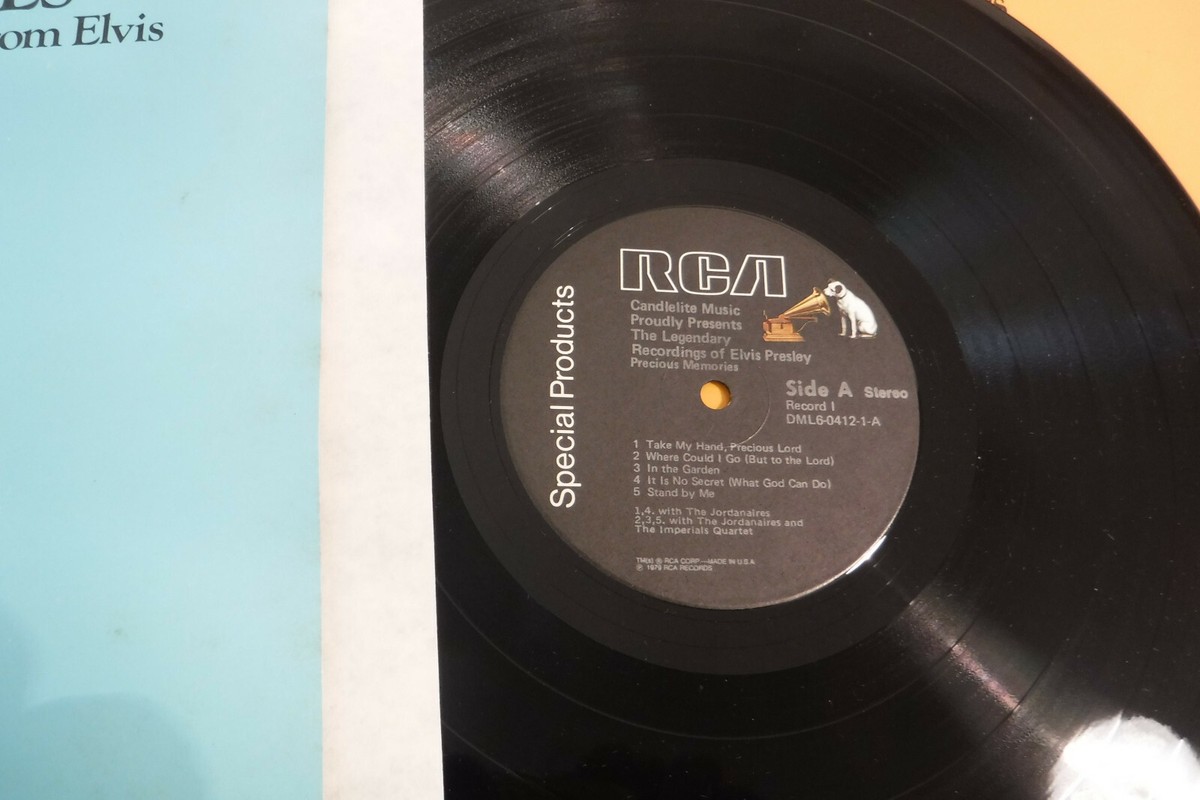 om Elvis
RCA
Special Products
Candlelite Music
Proudly Presents
The Legendary
Recordings of Elvis Presley
Precious Memories
Side A Stereo
Record 1
DML6-0412-1-A
1 Take My Hand, Precious Lord
2 Where Could I Go (But to the Lord)
3 In the Garden
4 It Is No Secret (What God Can Do)
5 Stand by Me
1,4. with The Jordanaires
2,3,5. with The Jordanaires and
The Imperials Quartet
TM(s) ® RCA CORP—MADE IN U.S.A
℗ 1979 RCA RECORDS